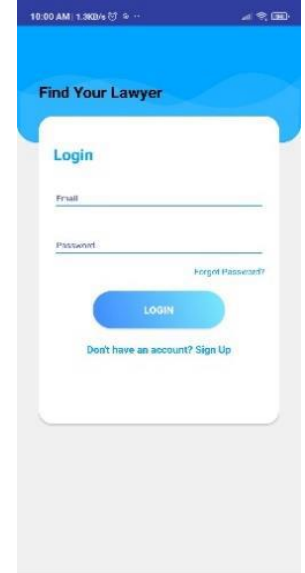 10:00 AM | 1.3KB/s
Find Your Lawyer
Login
Email
Password
Forgot Password?
LOGIN
Don't have an account? Sign Up